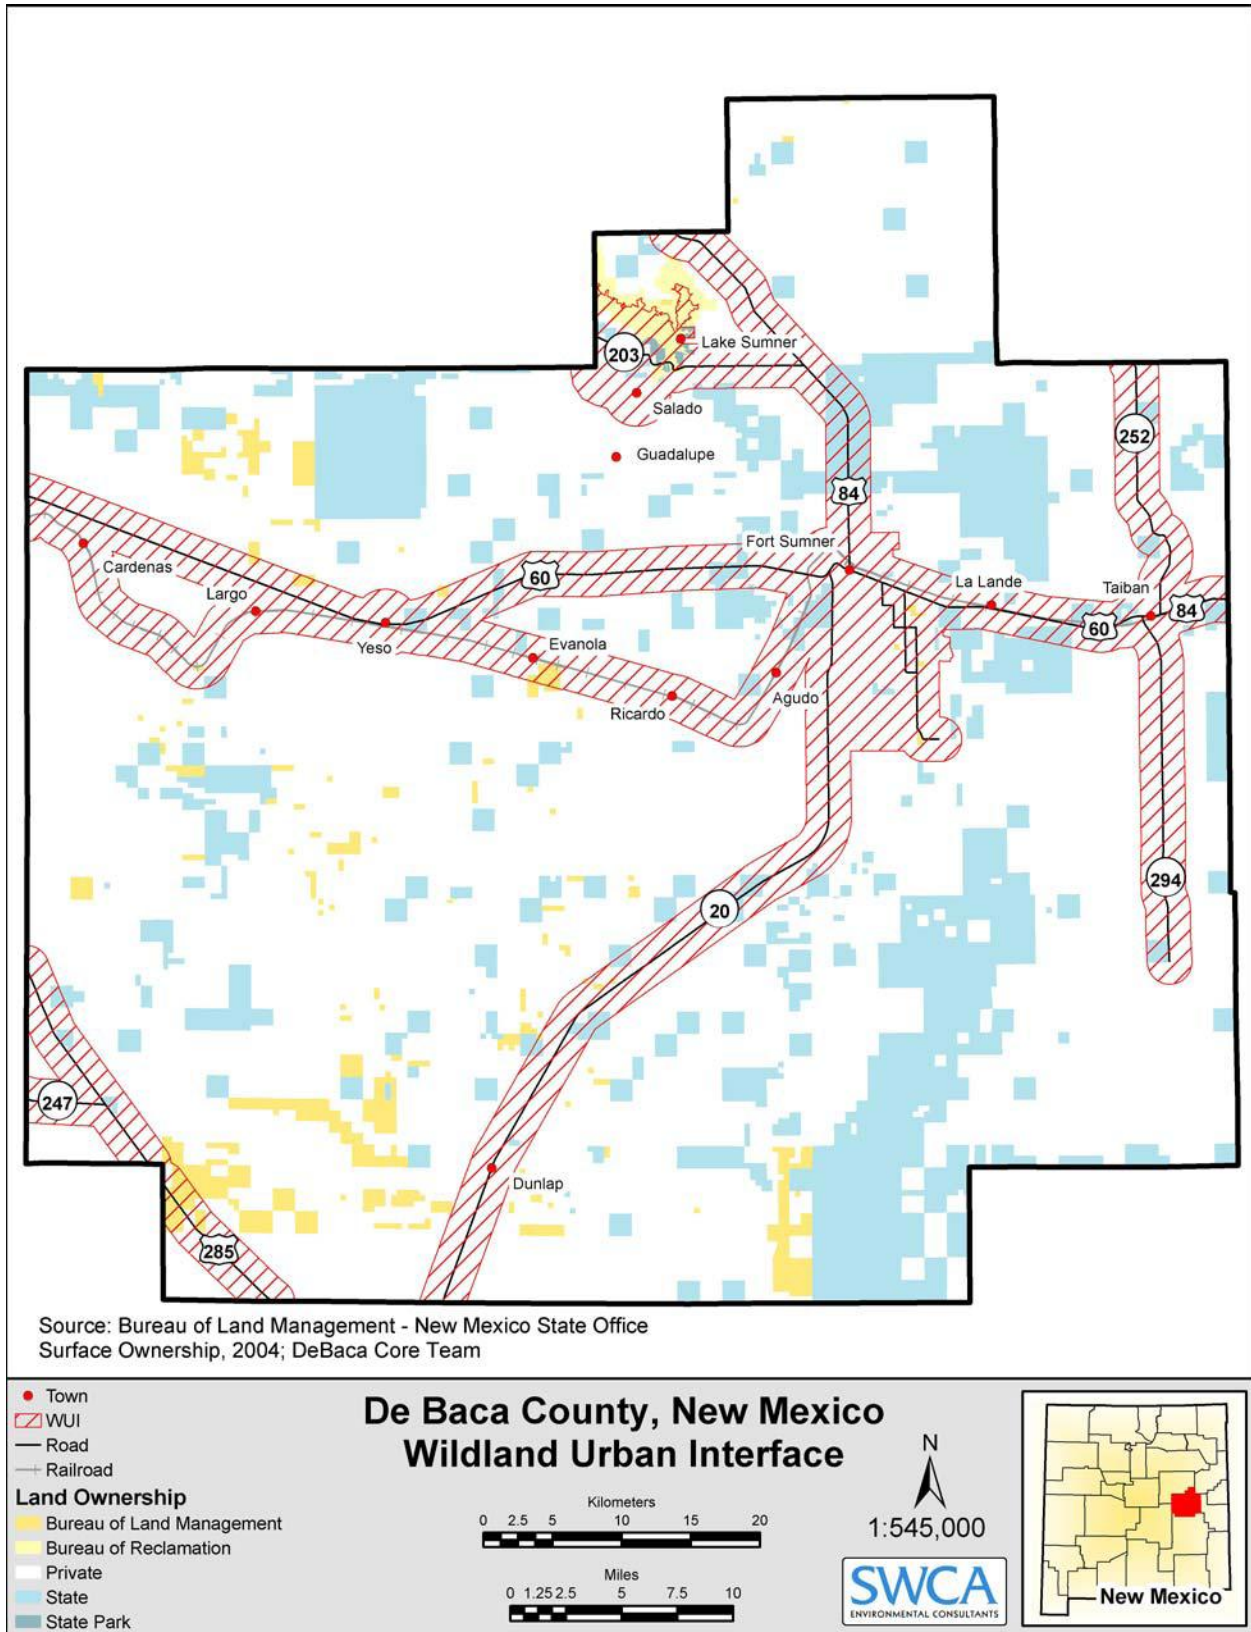 Lake Sumner
203
Salado
252
Guadalupe
84
Fort Sumner
Cardenas
La Lande
Taiban
60
Largo
84
60
Yeso
Evanola
Agudo
Ricardo
294
20
247
Dunlap
285
Source: Bureau of Land Management - New Mexico State Office
Surface Ownership, 2004; DeBaca Core Team
Town
WUI
Road
Railroad
Land Ownership
Bureau of Land Management
Bureau of Reclamation
Private
State
State Park
De Baca County, New Mexico
Wildland Urban Interface
Kilometers
0 2.5 5 10 15 20
Miles
0 1.25 2.5 5 7.5 10
N
1:545,000
SWCA
ENVIRONMENTAL CONSULTANTS
New Mexico